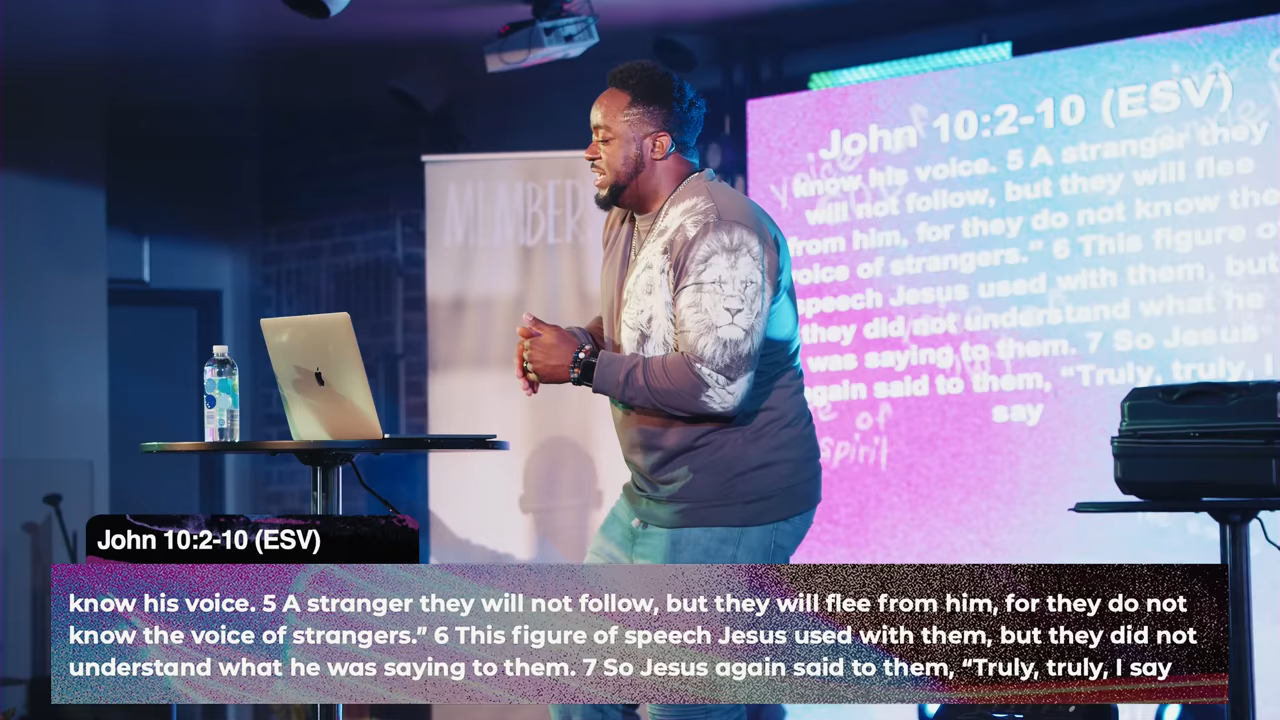 MEMBER
John 10:2-10 (ESV)
know his voice. 5 A stranger they
will not follow, but they will flee
from him, for they do not know the
voice of strangers.” 6 This figure of
speech Jesus used with them, but
they did not understand what he
was saying to them. 7 So Jesus
again said to them, “Truly, truly, I
say
of
spirit
John 10:2-10 (ESV)
know his voice. 5 A stranger they will not follow, but they will flee from him, for they do not
know the voice of strangers.” 6 This figure of speech Jesus used with them, but they did not
understand what he was saying to them. 7 So Jesus again said to them, “Truly, truly, I say